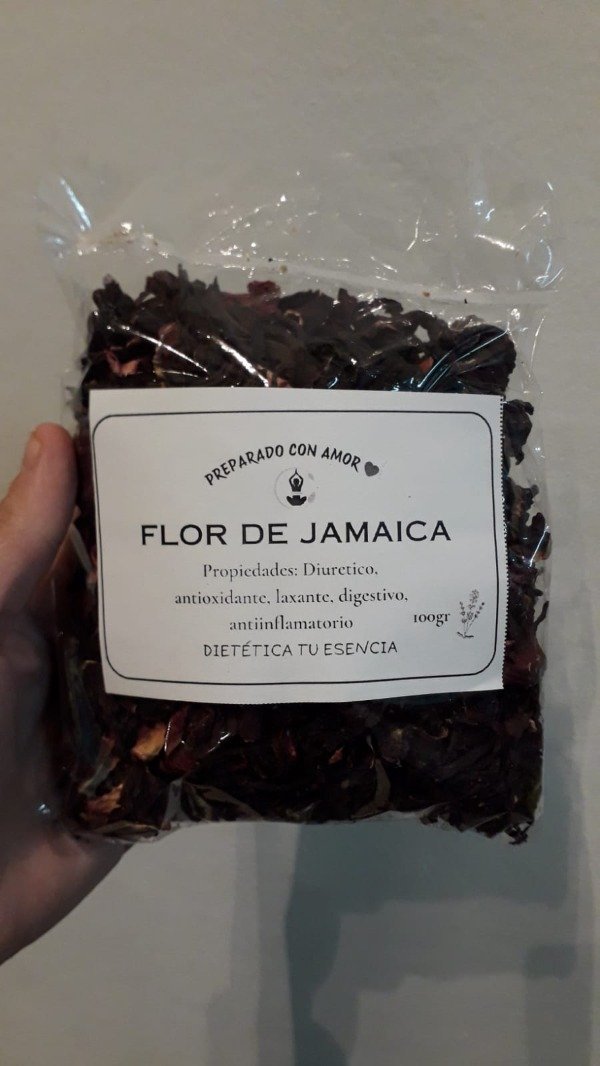 PREPARADO CON AMOR
FLOR DE JAMAICA
Propiedades: Diuretico,
antioxidante, laxante, digestivo,
antiinflamatorio
100gr
DIETÉTICA TU ESENCIA